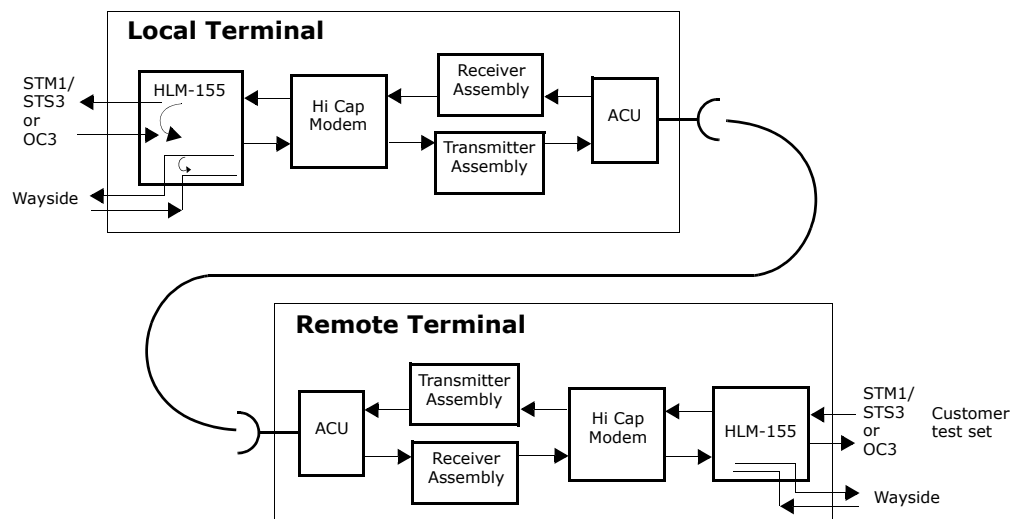 Local Terminal
STM1/
STS3
or
OC3
HLM-155
Hi Cap
Modem
Receiver
Assembly
Transmitter
Assembly
ACU
Wayside
Remote Terminal
ACU
Transmitter
Assembly
Receiver
Assembly
Hi Cap
Modem
HLM-155
STM1/
STS3
or
OC3
Customer
test set
Wayside